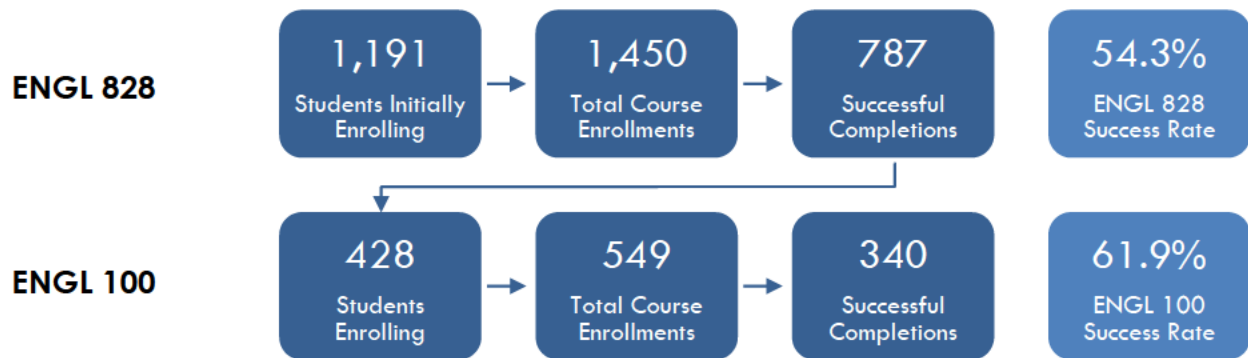 ENGL 828
1,191
Students Initially
Enrolling
1,450
Total Course
Enrollments
787
Successful
Completions
54.3%
ENGL 828
Success Rate
ENGL 100
428
Students
Enrolling
549
Total Course
Enrollments
340
Successful
Completions
61.9%
ENGL 100
Success Rate